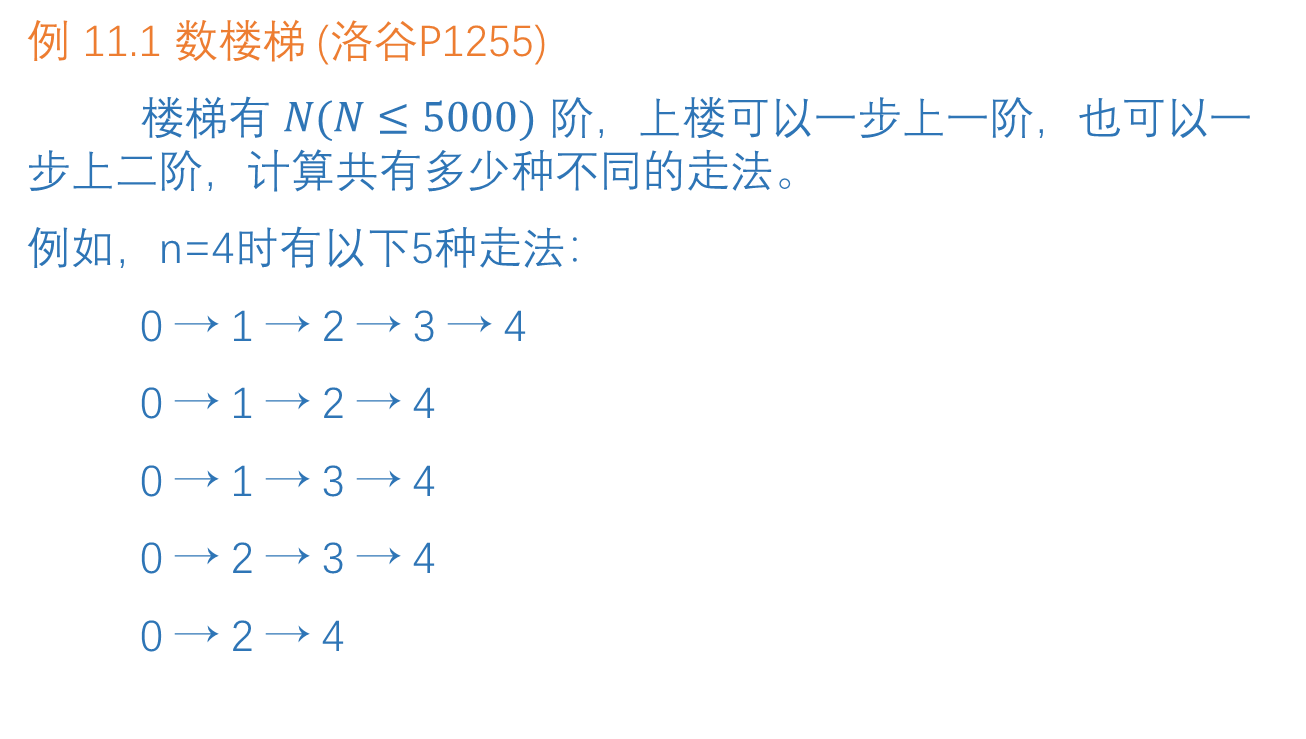 例 11.1 数楼梯 (洛谷P1255)
楼梯有 N(N ≤ 5000) 阶，上楼可以一步上一阶，也可以一
步上二阶，计算共有多少种不同的走法。
例如，n=4时有以下5种走法：
0 → 1 → 2 → 3 → 4
0 → 1 → 2 → 4
0 → 1 → 3 → 4
0 → 2 → 3 → 4
0 → 2 → 4